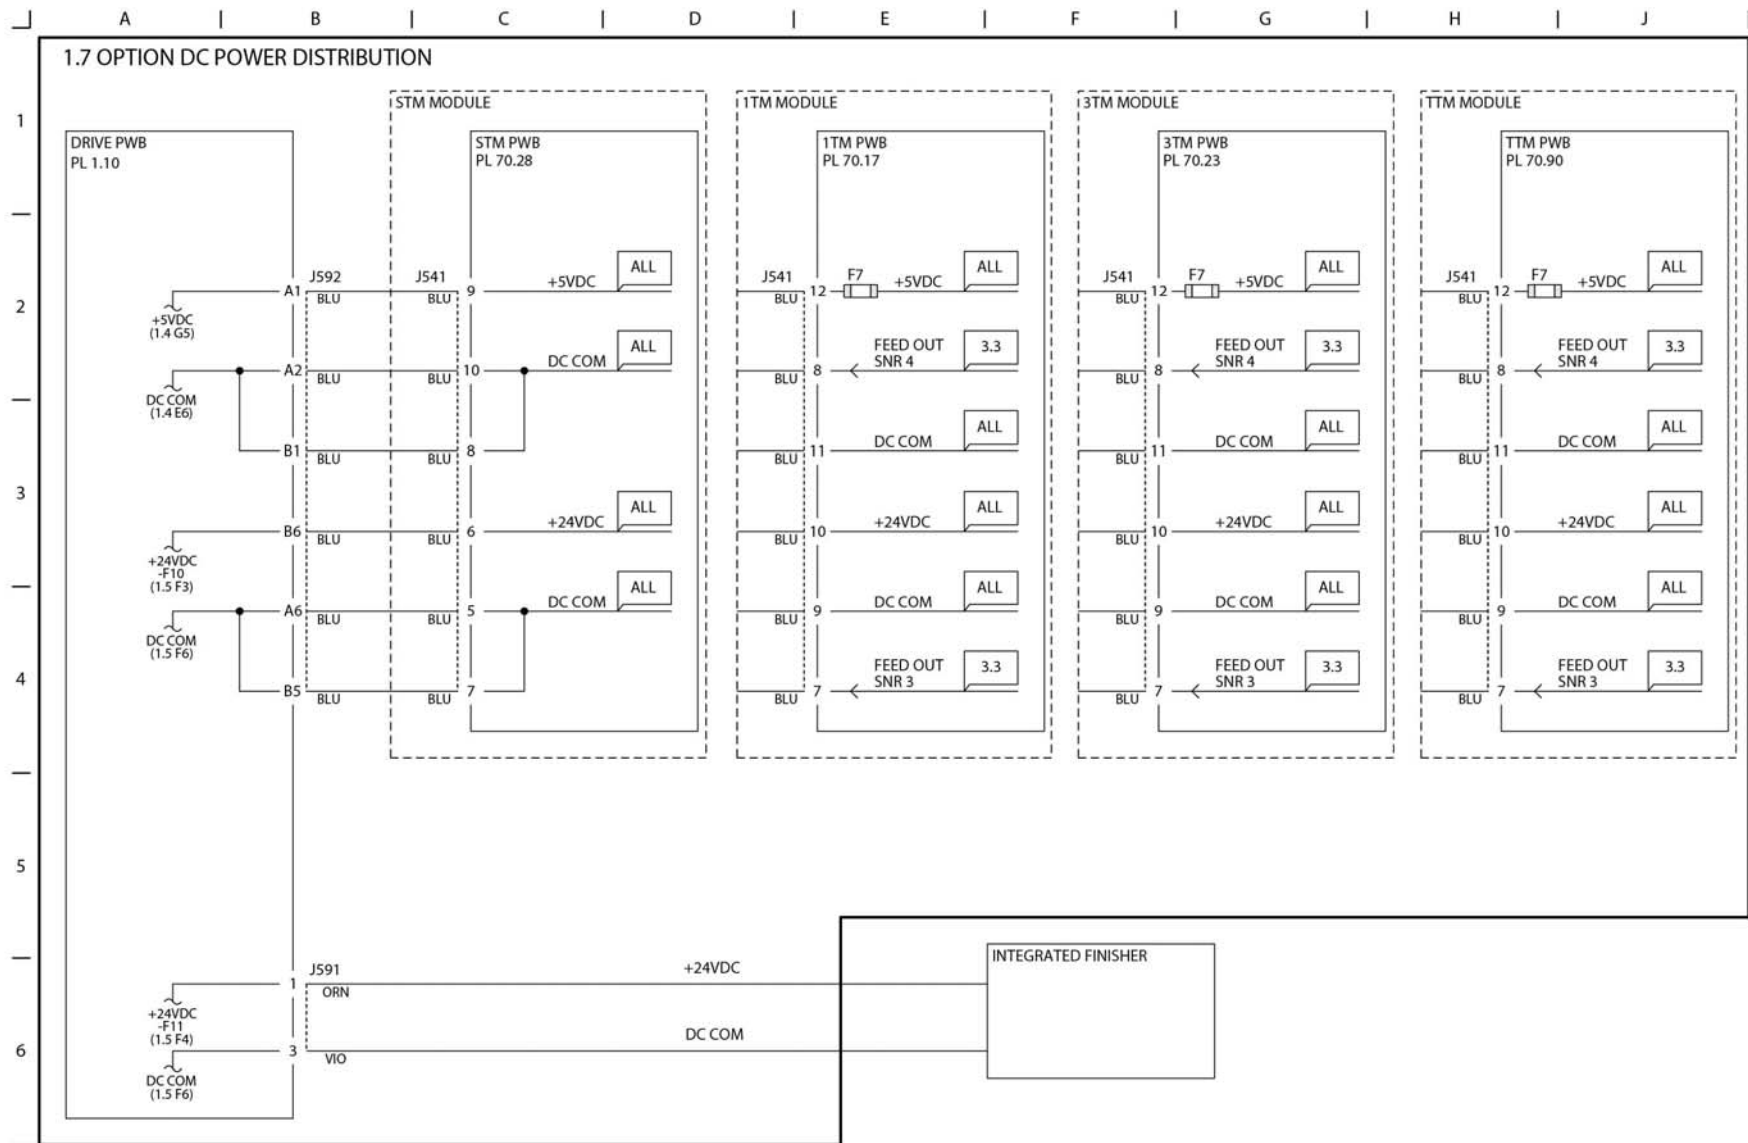 A B C D E F G H J
1.7 OPTION DC POWER DISTRIBUTION
1
2
3
4
5
6
DRIVE PWB
PL 1.10
+5VDC
(1.4 G5)
DC COM
(1.4 E6)
+24VDC
-F10
(1.5 F3)
DC COM
(1.5 F6)
+24VDC
-F11
(1.5 F4)
DC COM
(1.5 F6)
J592
A1 BLU
A2 BLU
B1 BLU
B6 BLU
A6 BLU
B5 BLU
J591
1 ORN
3 VIO
STM MODULE
STM PWB
PL 70.28
J541
BLU 9 +5VDC ALL
BLU 10 DC COM ALL
BLU 8
BLU 6 +24VDC ALL
BLU 5 DC COM ALL
BLU 7
1TM MODULE
1TM PWB
PL 70.17
J541
BLU 12 F7 +5VDC ALL
BLU 8 FEED OUT
SNR 4 3.3
BLU 11 DC COM ALL
BLU 10 +24VDC ALL
BLU 9 DC COM ALL
BLU 7 FEED OUT
SNR 3 3.3
3TM MODULE
3TM PWB
PL 70.23
J541
BLU 12 F7 +5VDC ALL
BLU 8 FEED OUT
SNR 4 3.3
BLU 11 DC COM ALL
BLU 10 +24VDC ALL
BLU 9 DC COM ALL
BLU 7 FEED OUT
SNR 3 3.3
TTM MODULE
TTM PWB
PL 70.90
J541
BLU 12 F7 +5VDC ALL
BLU 8 FEED OUT
SNR 4 3.3
BLU 11 DC COM ALL
BLU 10 +24VDC ALL
BLU 9 DC COM ALL
BLU 7 FEED OUT
SNR 3 3.3
+24VDC
DC COM
INTEGRATED FINISHER